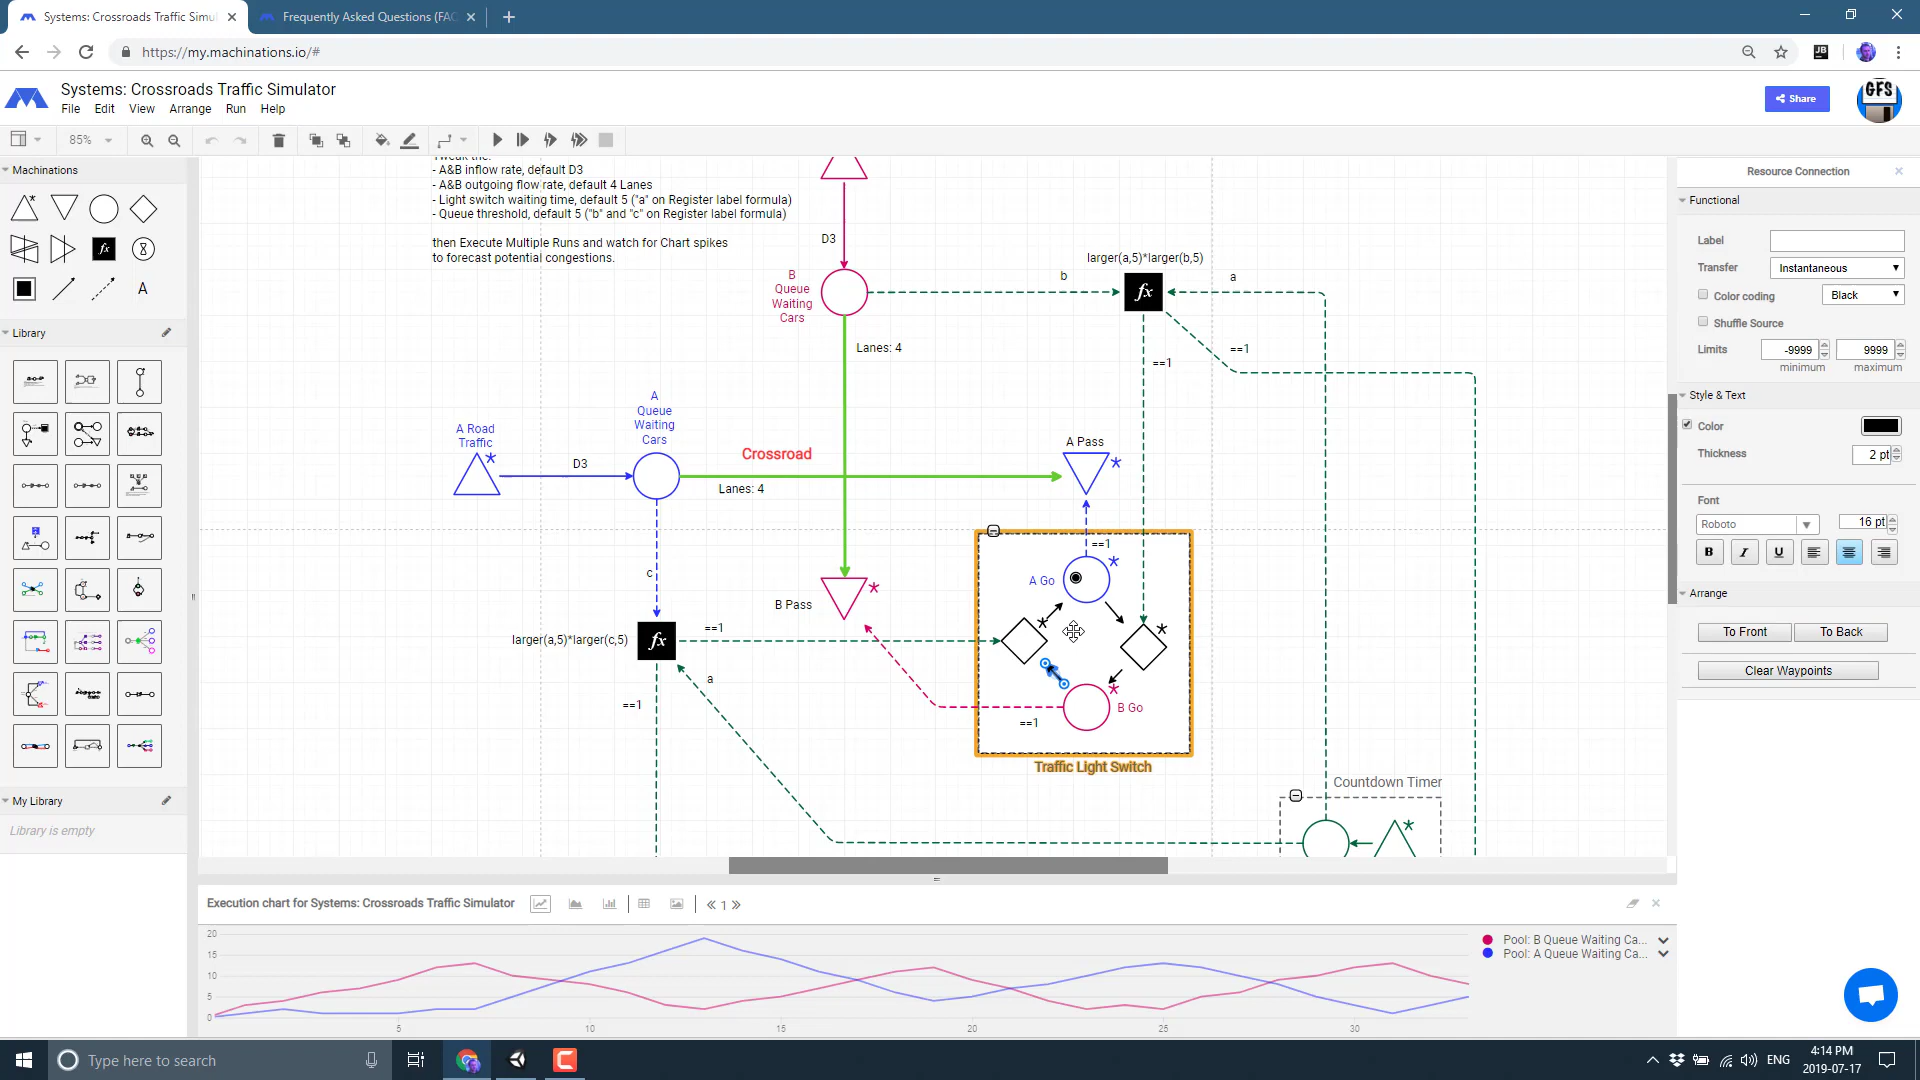 Systems: Crossroads Traffic Simul
Frequently Asked Questions (FAQ
https://my.machinations.io/#
JB
Systems: Crossroads Traffic Simulator
File Edit View Arrange Run Help
Share
GFS
85%
Machinations
fx
A
Library
My Library
Library is empty
- A&B inflow rate, default D3
- A&B outgoing flow rate, default 4 Lanes
- Light switch waiting time, default 5 ("a" on Register label formula)
- Queue threshold, default 5 ("b" and "c" on Register label formula)
then Execute Multiple Runs and watch for Chart spikes
to forecast potential congestions.
D3
B
Queue
Waiting
Cars
b
larger(a,5)*larger(b,5)
fx
a
Lanes: 4
==1
==1
A
Queue
Waiting
Cars
A Road
Traffic
D3
Crossroad
Lanes: 4
A Pass
==1
c
A Go
B Pass
larger(a,5)*larger(c,5)
fx
==1
a
==1
==1
B Go
Traffic Light Switch
Countdown Timer
Resource Connection
Functional
Label
Transfer Instantaneous
Color coding Black
Shuffle Source
Limits -9999 9999
minimum maximum
Style & Text
Color
Thickness 2 pt
Font
Roboto 16 pt
B I U
Arrange
To Front To Back
Clear Waypoints
Execution chart for Systems: Crossroads Traffic Simulator
1
20
15
10
5
0
5 10 15 20 25 30
Pool: B Queue Waiting Ca...
Pool: A Queue Waiting Ca...
Type here to search
ENG
4:14 PM
2019-07-17